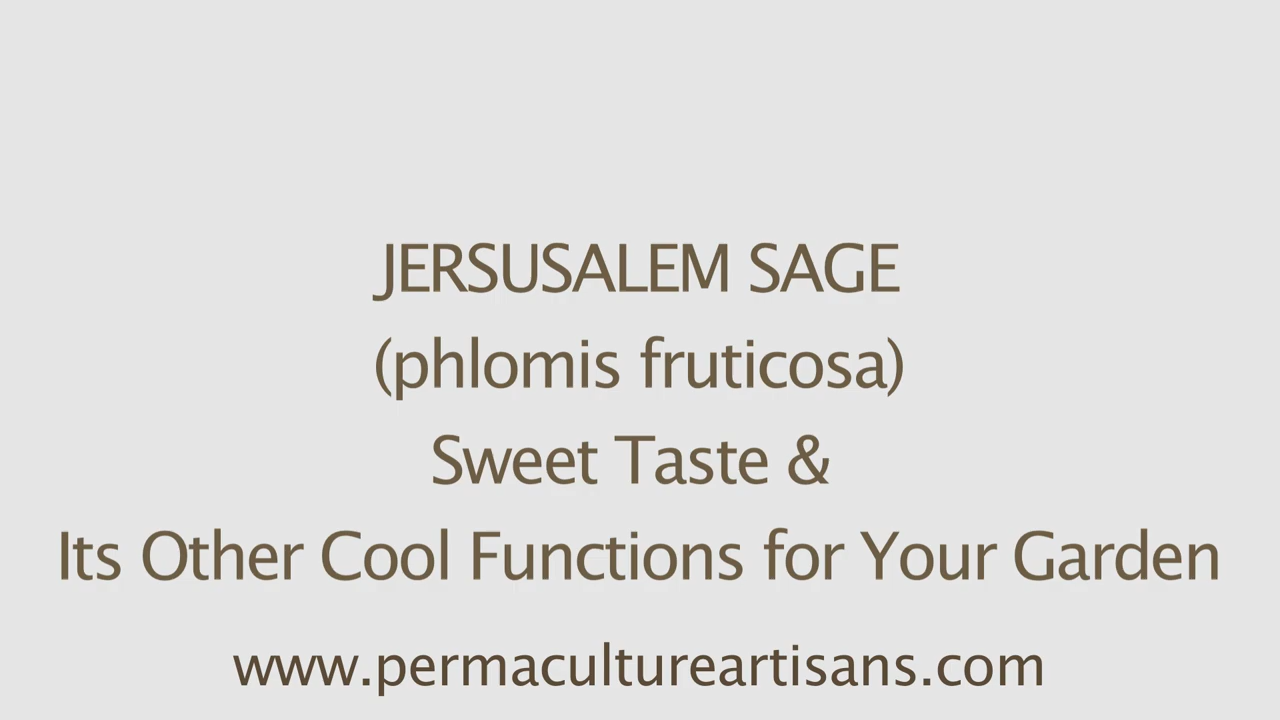 JERSUSALEM SAGE
(phlomis fruticosa)
Sweet Taste &
Its Other Cool Functions for Your Garden
www.permacultureartisans.com